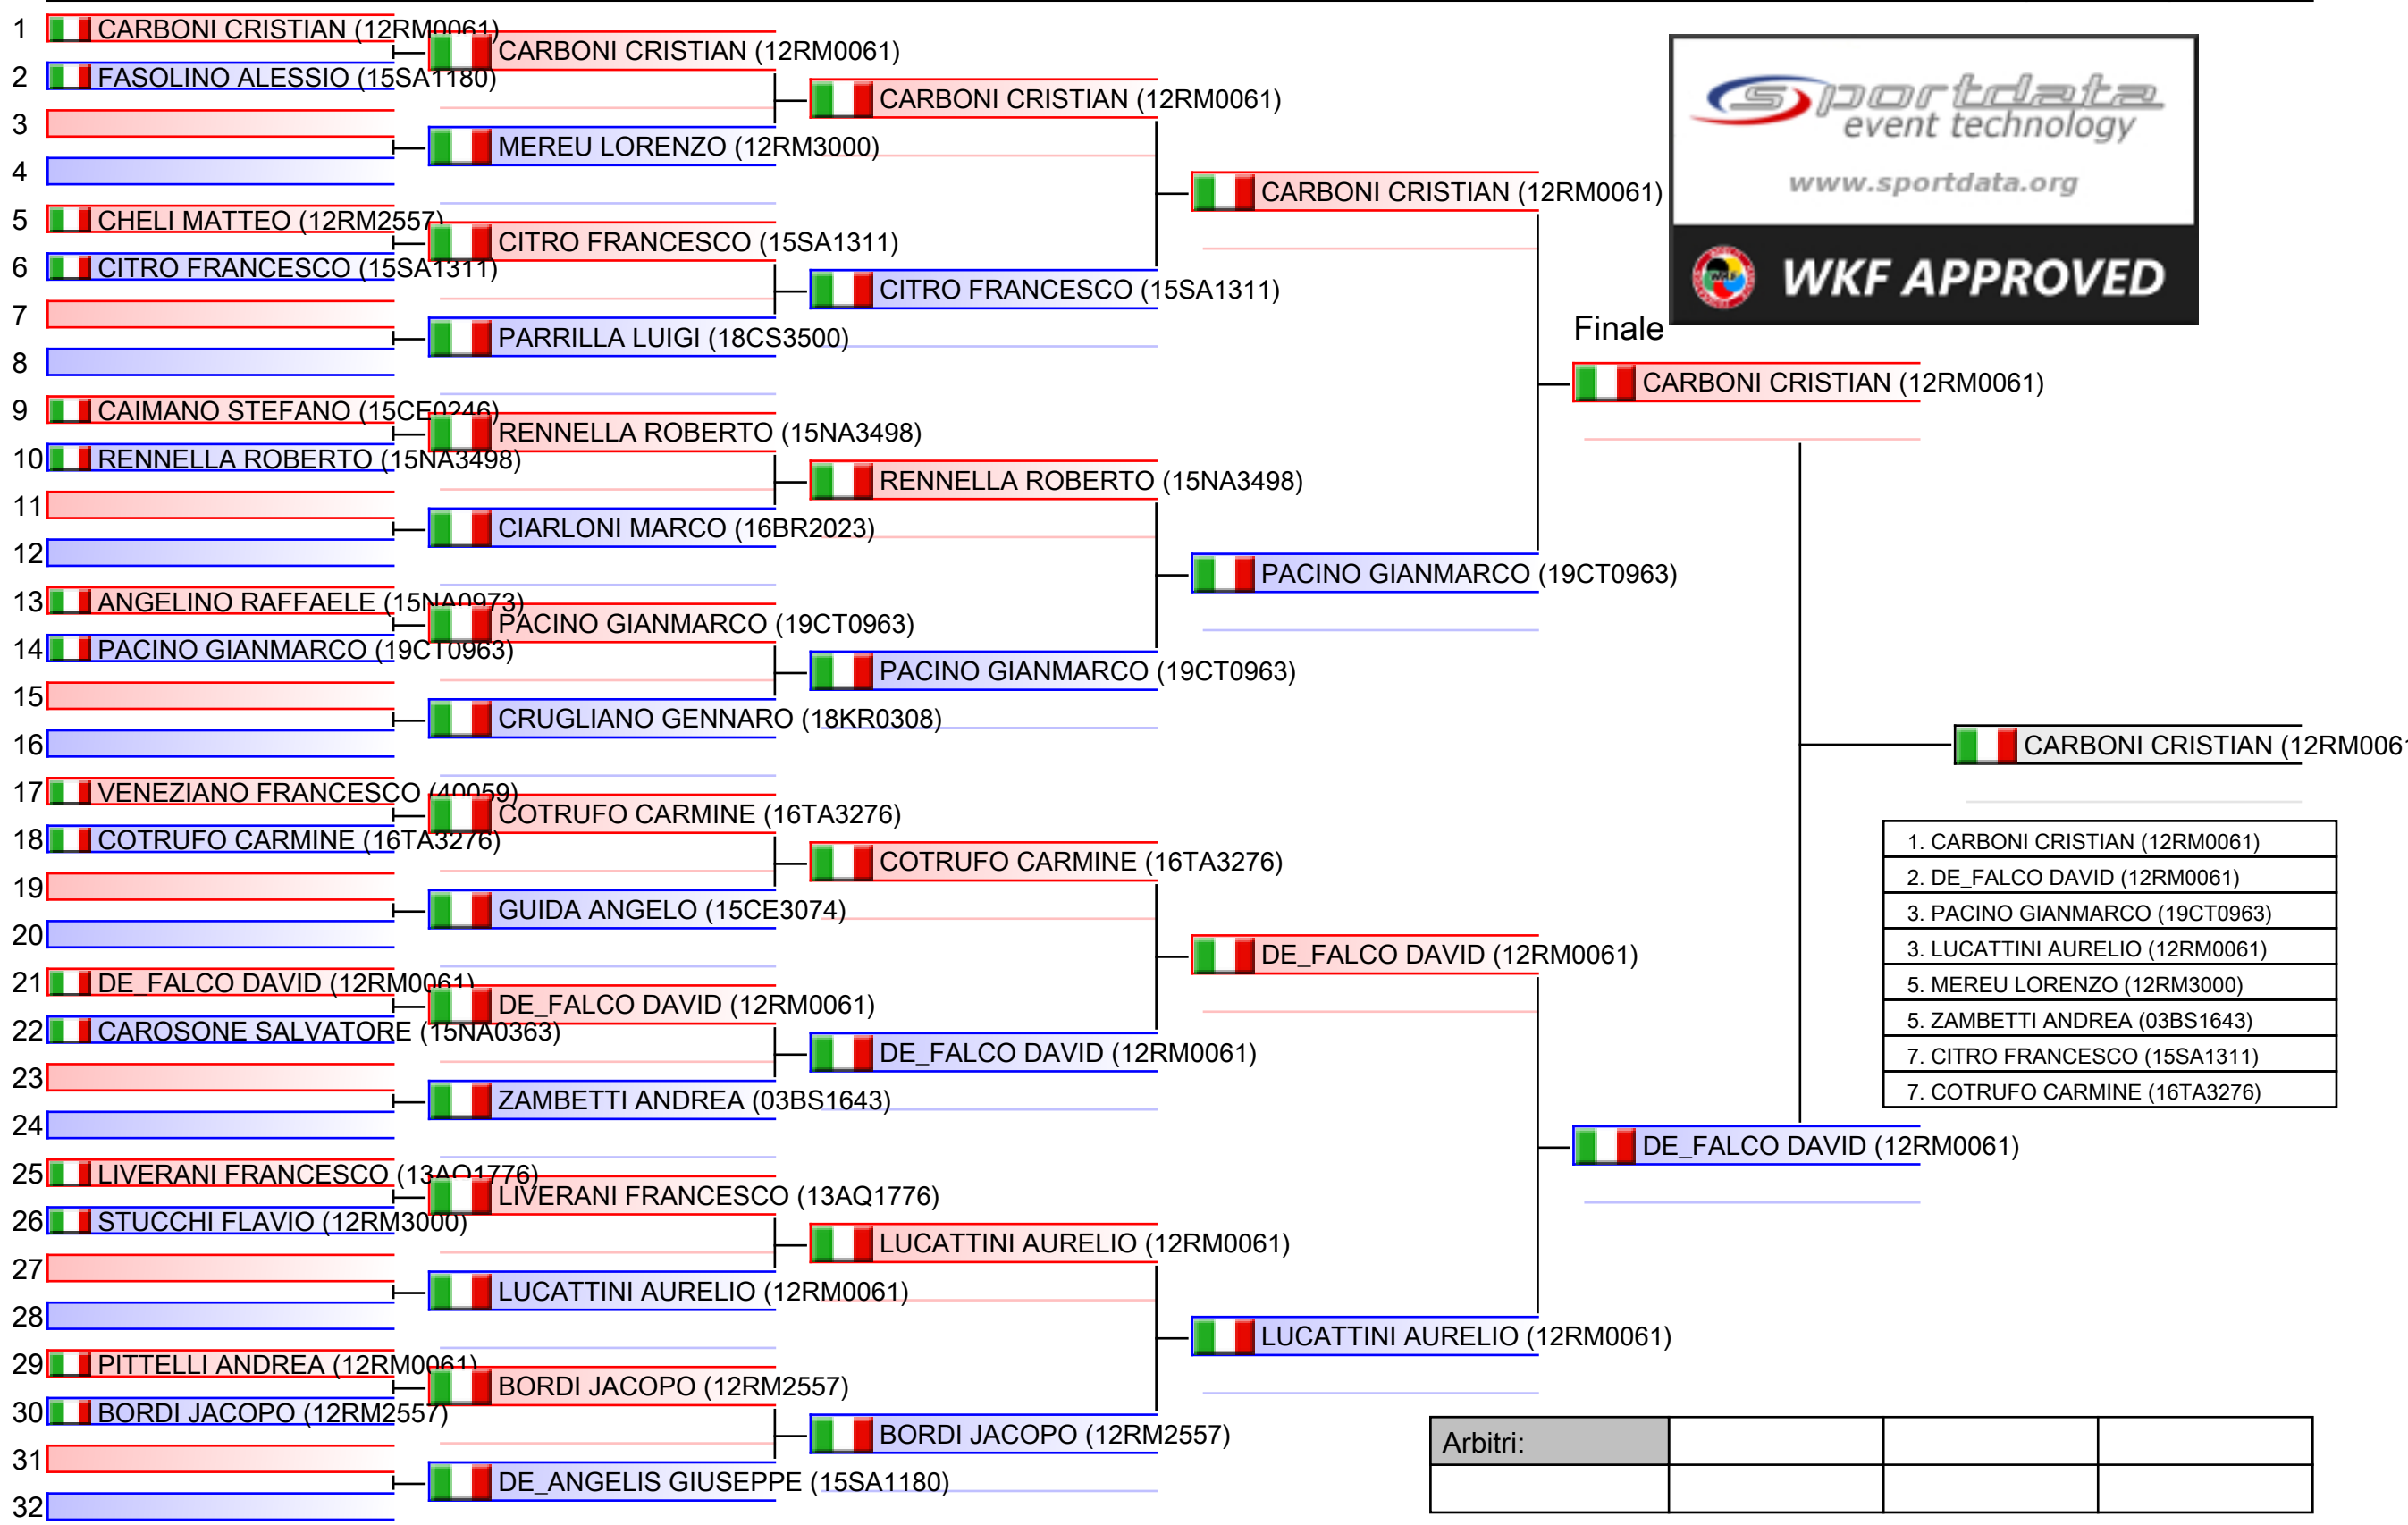 1 CARBONI CRISTIAN (12RM0061)
2 FASOLINO ALESSIO (15SA1180)
3
4
5 CHELI MATTEO (12RM2557)
6 CITRO FRANCESCO (15SA1311)
7
8
9 CAIMANO STEFANO (15CE0246)
10 RENNELLA ROBERTO (15NA3498)
11
12
13 ANGELINO RAFFAELE (15NA0973)
14 PACINO GIANMARCO (19CT0963)
15
16
17 VENEZIANO FRANCESCO (40059)
18 COTRUFO CARMINE (16TA3276)
19
20
21 DE_FALCO DAVID (12RM0061)
22 CAROSONE SALVATORE (15NA0363)
23
24
25 LIVERANI FRANCESCO (13AQ1776)
26 STUCCHI FLAVIO (12RM3000)
27
28
29 PITTELLI ANDREA (12RM0061)
30 BORDI JACOPO (12RM2557)
31
32
CARBONI CRISTIAN (12RM0061)
MEREU LORENZO (12RM3000)
CITRO FRANCESCO (15SA1311)
PARRILLA LUIGI (18CS3500)
RENNELLA ROBERTO (15NA3498)
CIARLONI MARCO (16BR2023)
PACINO GIANMARCO (19CT0963)
CRUGLIANO GENNARO (18KR0308)
COTRUFO CARMINE (16TA3276)
GUIDA ANGELO (15CE3074)
DE_FALCO DAVID (12RM0061)
ZAMBETTI ANDREA (03BS1643)
LIVERANI FRANCESCO (13AQ1776)
LUCATTINI AURELIO (12RM0061)
BORDI JACOPO (12RM2557)
DE_ANGELIS GIUSEPPE (15SA1180)
CARBONI CRISTIAN (12RM0061)
CITRO FRANCESCO (15SA1311)
RENNELLA ROBERTO (15NA3498)
PACINO GIANMARCO (19CT0963)
COTRUFO CARMINE (16TA3276)
DE_FALCO DAVID (12RM0061)
LUCATTINI AURELIO (12RM0061)
BORDI JACOPO (12RM2557)
CARBONI CRISTIAN (12RM0061)
PACINO GIANMARCO (19CT0963)
DE_FALCO DAVID (12RM0061)
LUCATTINI AURELIO (12RM0061)
Finale
CARBONI CRISTIAN (12RM0061)
DE_FALCO DAVID (12RM0061)
sportdata
event technology
www.sportdata.org
WKF
WKF APPROVED
CARBONI CRISTIAN (12RM0061
1. CARBONI CRISTIAN (12RM0061)
2. DE_FALCO DAVID (12RM0061)
3. PACINO GIANMARCO (19CT0963)
3. LUCATTINI AURELIO (12RM0061)
5. MEREU LORENZO (12RM3000)
5. ZAMBETTI ANDREA (03BS1643)
7. CITRO FRANCESCO (15SA1311)
7. COTRUFO CARMINE (16TA3276)
Arbitri: